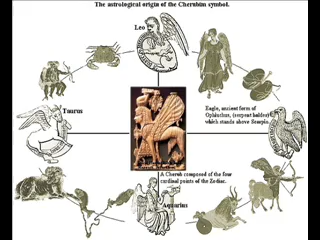 The astrological origin of the Cherubim symbol.
Leo
Taurus
Eagle, ancient form of
Ophiuchus, (serpent holder)
which stands above Scorpio.
A Cherub composed of the four
cardinal points of the Zodiac.
Aquarius